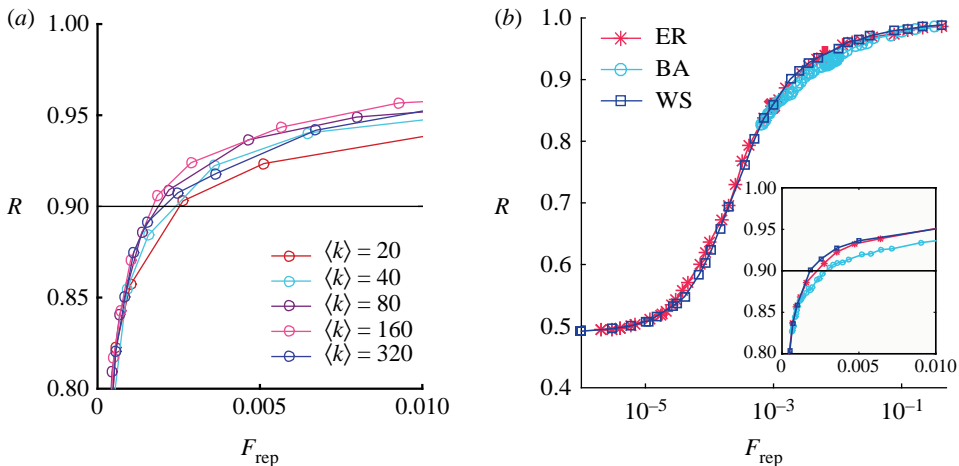 (a)
1.00
0.95
R 0.90
0.85
0.80
⟨k⟩ = 20
⟨k⟩ = 40
⟨k⟩ = 80
⟨k⟩ = 160
⟨k⟩ = 320
0 0.005 0.010
F_rep
(b)
1.0
0.9
0.8
R 0.7
0.6
0.5
0.4
ER
BA
WS
10⁻⁵ 10⁻³ 10⁻¹
F_rep
1.00
0.95
0.90
0.85
0.80
0 0.005 0.010